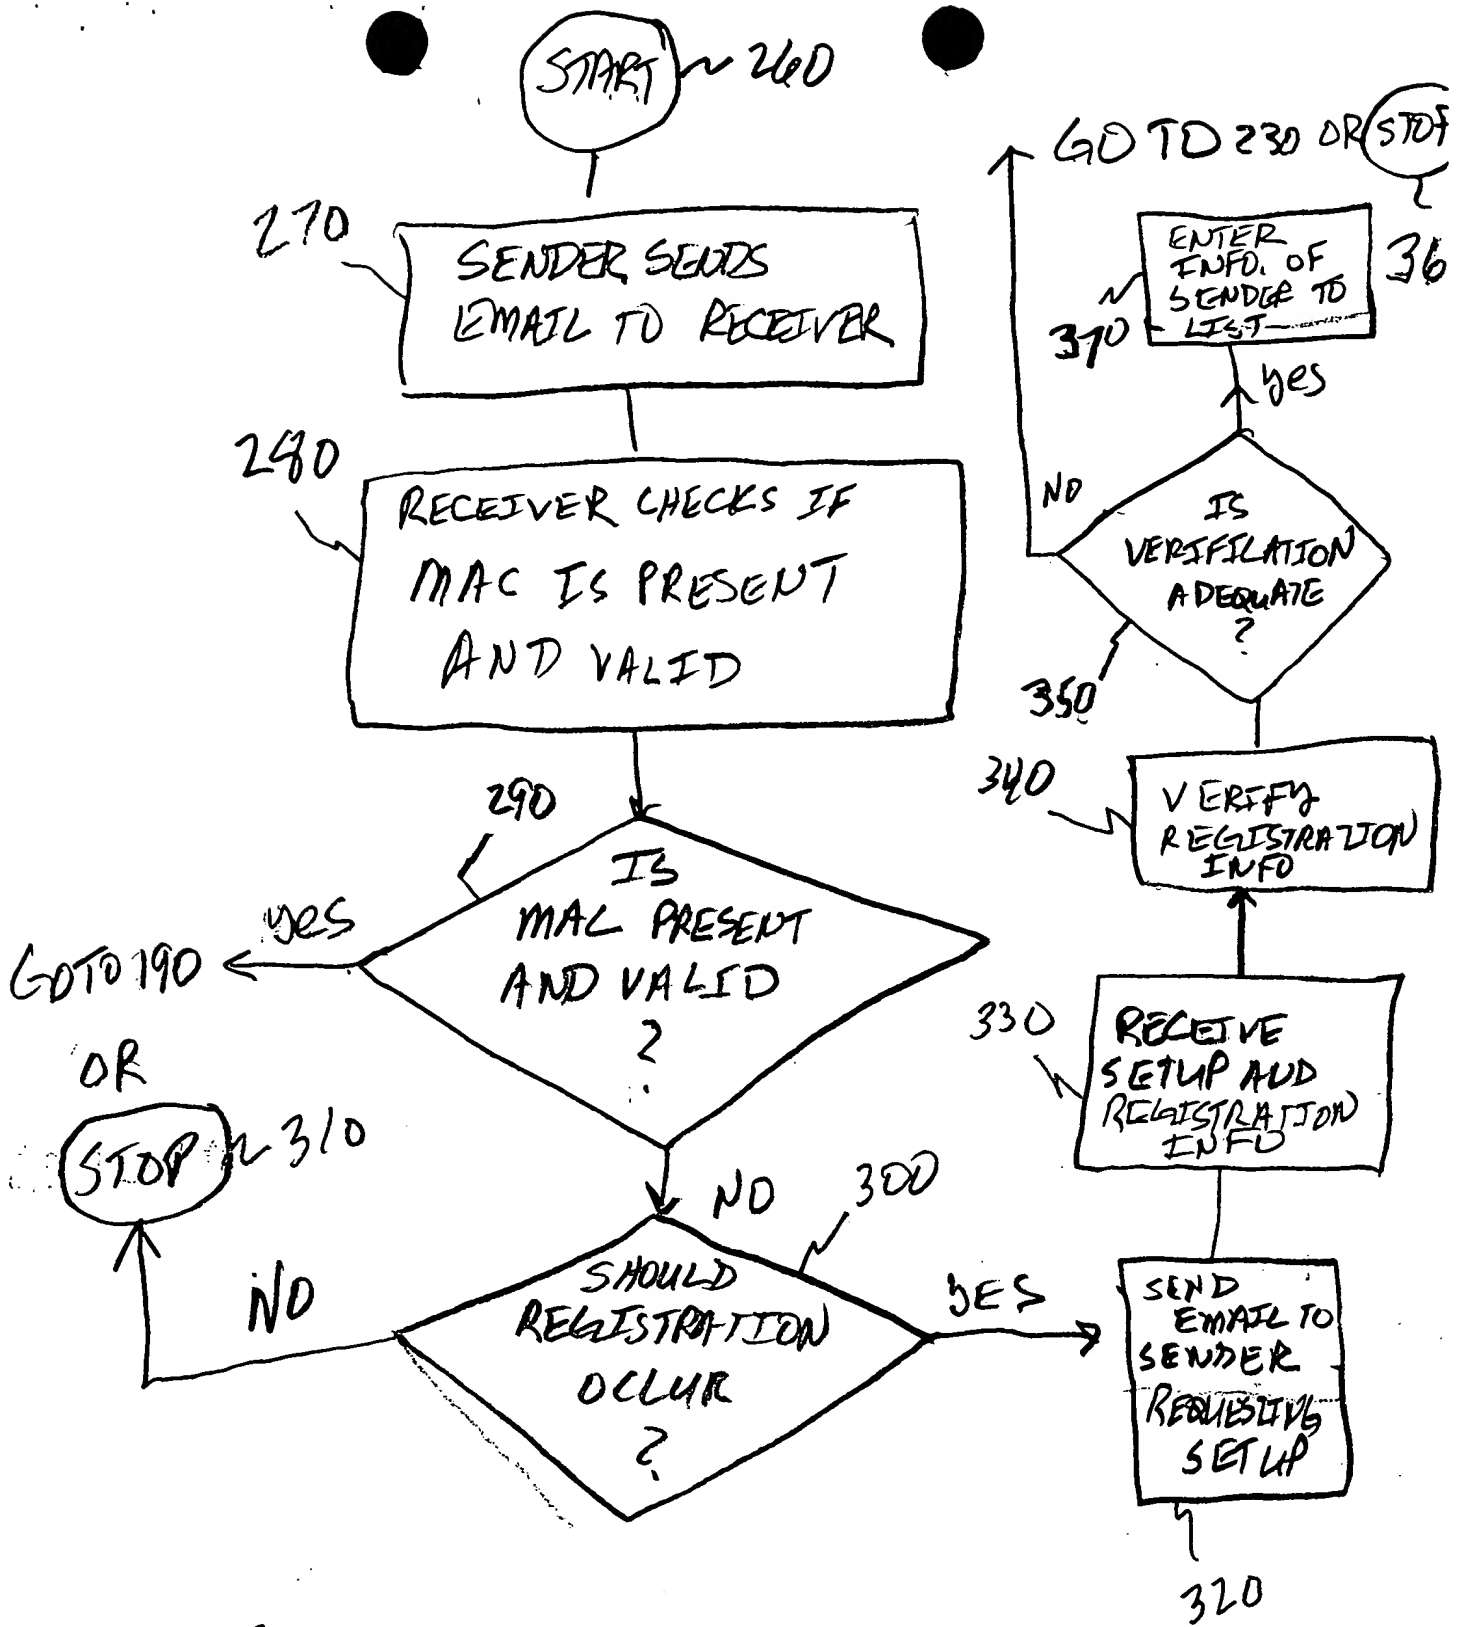 START
260
270
SENDER SENDS
EMAIL TO RECEIVER
280
RECEIVER CHECKS IF
MAC IS PRESENT
AND VALID
290
IS
MAC PRESENT
AND VALID
?
yes
GO TO 190
OR
STOP
310
NO
300
SHOULD
REGISTRATION
OCCUR
?
NO
YES
SEND
EMAIL TO
SENDER
REQUESTING
SETUP
320
330
RECEIVE
SETUP AND
REGISTRATION
INFO
340
VERIFY
REGISTRATION
INFO
350
IS
VERIFICATION
ADEQUATE
?
NO
yes
370
ENTER
INFO. OF
SENDER TO
LIST
GO TO 230 OR STOP
36